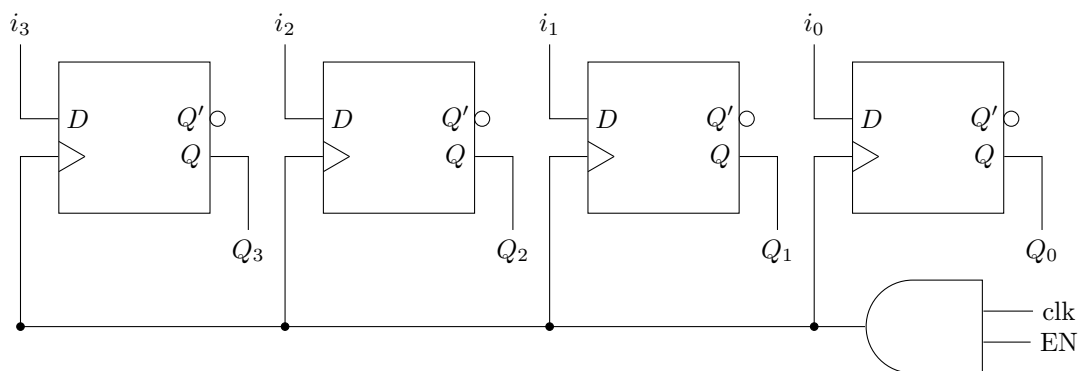 i₃ i₂ i₁ i₀
D Q′ D Q′ D Q′ D Q′
Q Q Q Q
Q₃ Q₂ Q₁ Q₀
clk
EN